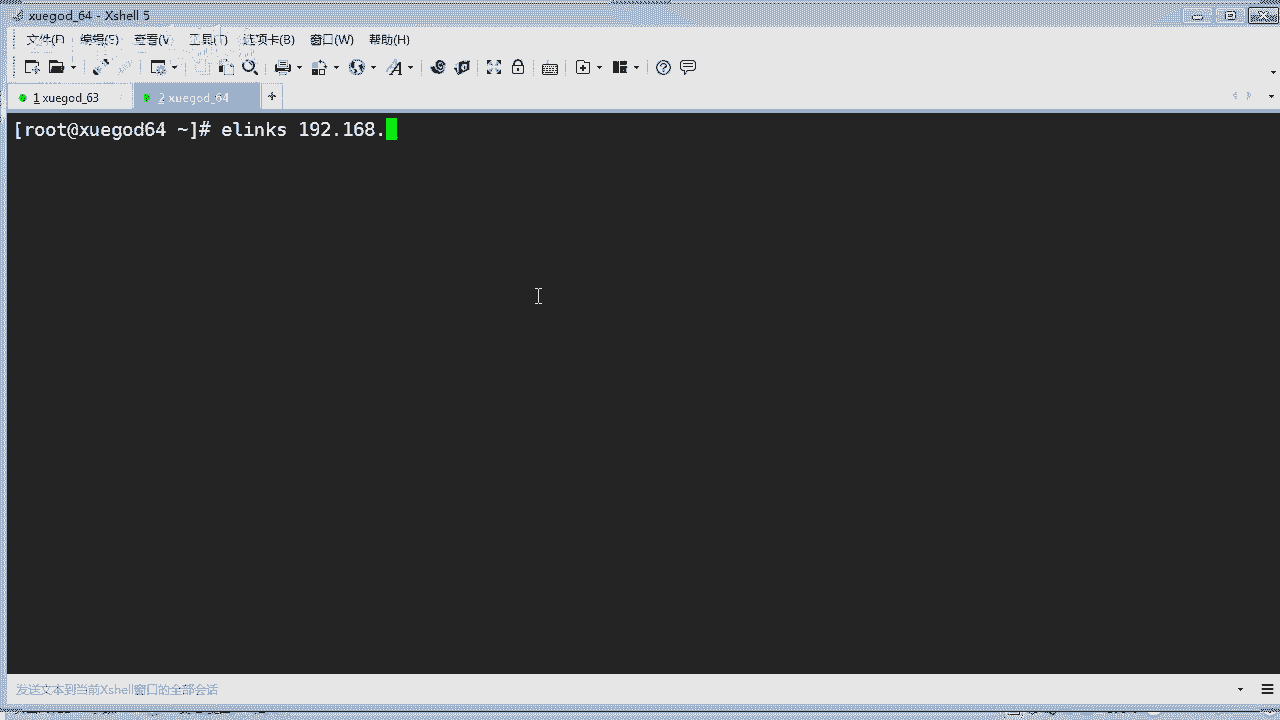 xuegod_64 - Xshell 5
文件(F) 编辑(E) 查看(V) 工具(T) 选项卡(B) 窗口(W) 帮助(H)
1 xuegod_63 2 xuegod_64 +
[root@xuegod64 ~]# elinks 192.168.
发送文本到当前Xshell窗口的全部会话